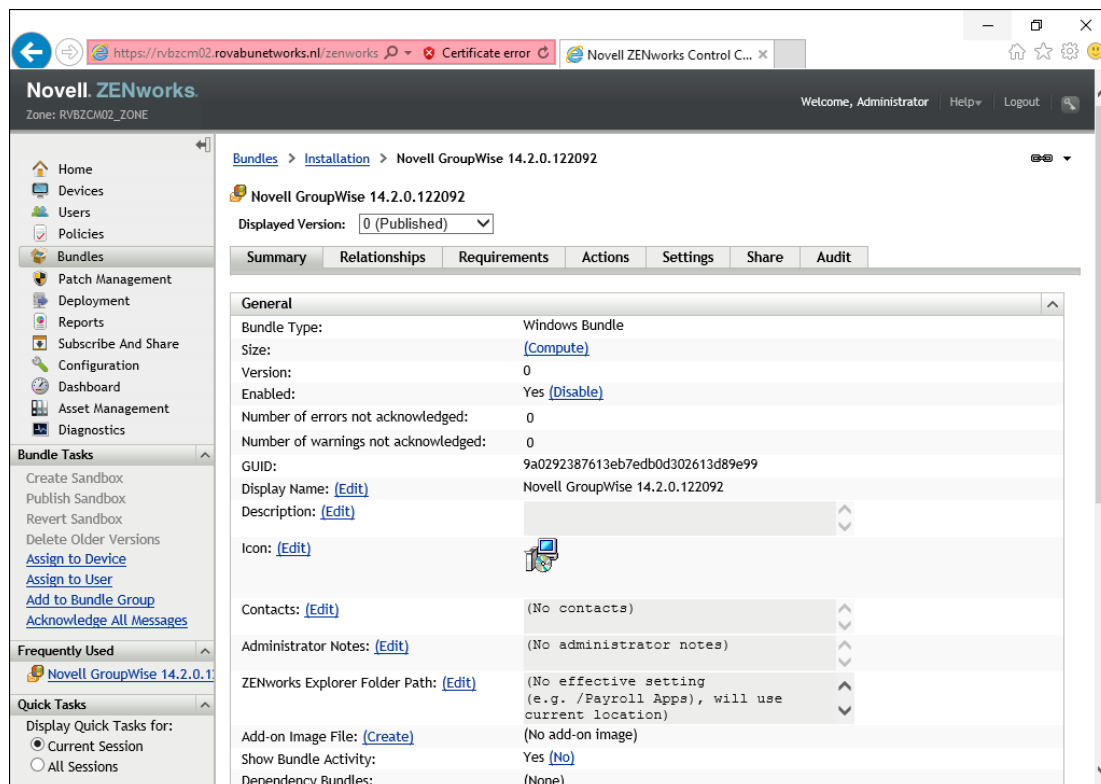 https://rvbzcm02.rovabunetworks.nl/zenworks
Certificate error
Novell ZENworks Control C...
Novell ZENworks.
Zone: RVBZCM02_ZONE
Welcome, Administrator
Help
Logout
Home
Devices
Users
Policies
Bundles
Patch Management
Deployment
Reports
Subscribe And Share
Configuration
Dashboard
Asset Management
Diagnostics
Bundle Tasks
Create Sandbox
Publish Sandbox
Revert Sandbox
Delete Older Versions
Assign to Device
Assign to User
Add to Bundle Group
Acknowledge All Messages
Frequently Used
Novell GroupWise 14.2.0.1
Quick Tasks
Display Quick Tasks for:
Current Session
All Sessions
Bundles > Installation > Novell GroupWise 14.2.0.122092
Novell GroupWise 14.2.0.122092
Displayed Version: 0 (Published)
Summary Relationships Requirements Actions Settings Share Audit
General
Bundle Type: Windows Bundle
Size: (Compute)
Version: 0
Enabled: Yes (Disable)
Number of errors not acknowledged: 0
Number of warnings not acknowledged: 0
GUID: 9a0292387613eb7edb0d302613d89e99
Display Name: (Edit) Novell GroupWise 14.2.0.122092
Description: (Edit)
Icon: (Edit)
Contacts: (Edit) (No contacts)
Administrator Notes: (Edit) (No administrator notes)
ZENworks Explorer Folder Path: (Edit) (No effective setting
(e.g. /Payroll Apps), will use
current location)
Add-on Image File: (Create) (No add-on image)
Show Bundle Activity: Yes (No)
Dependency Bundles: (None)